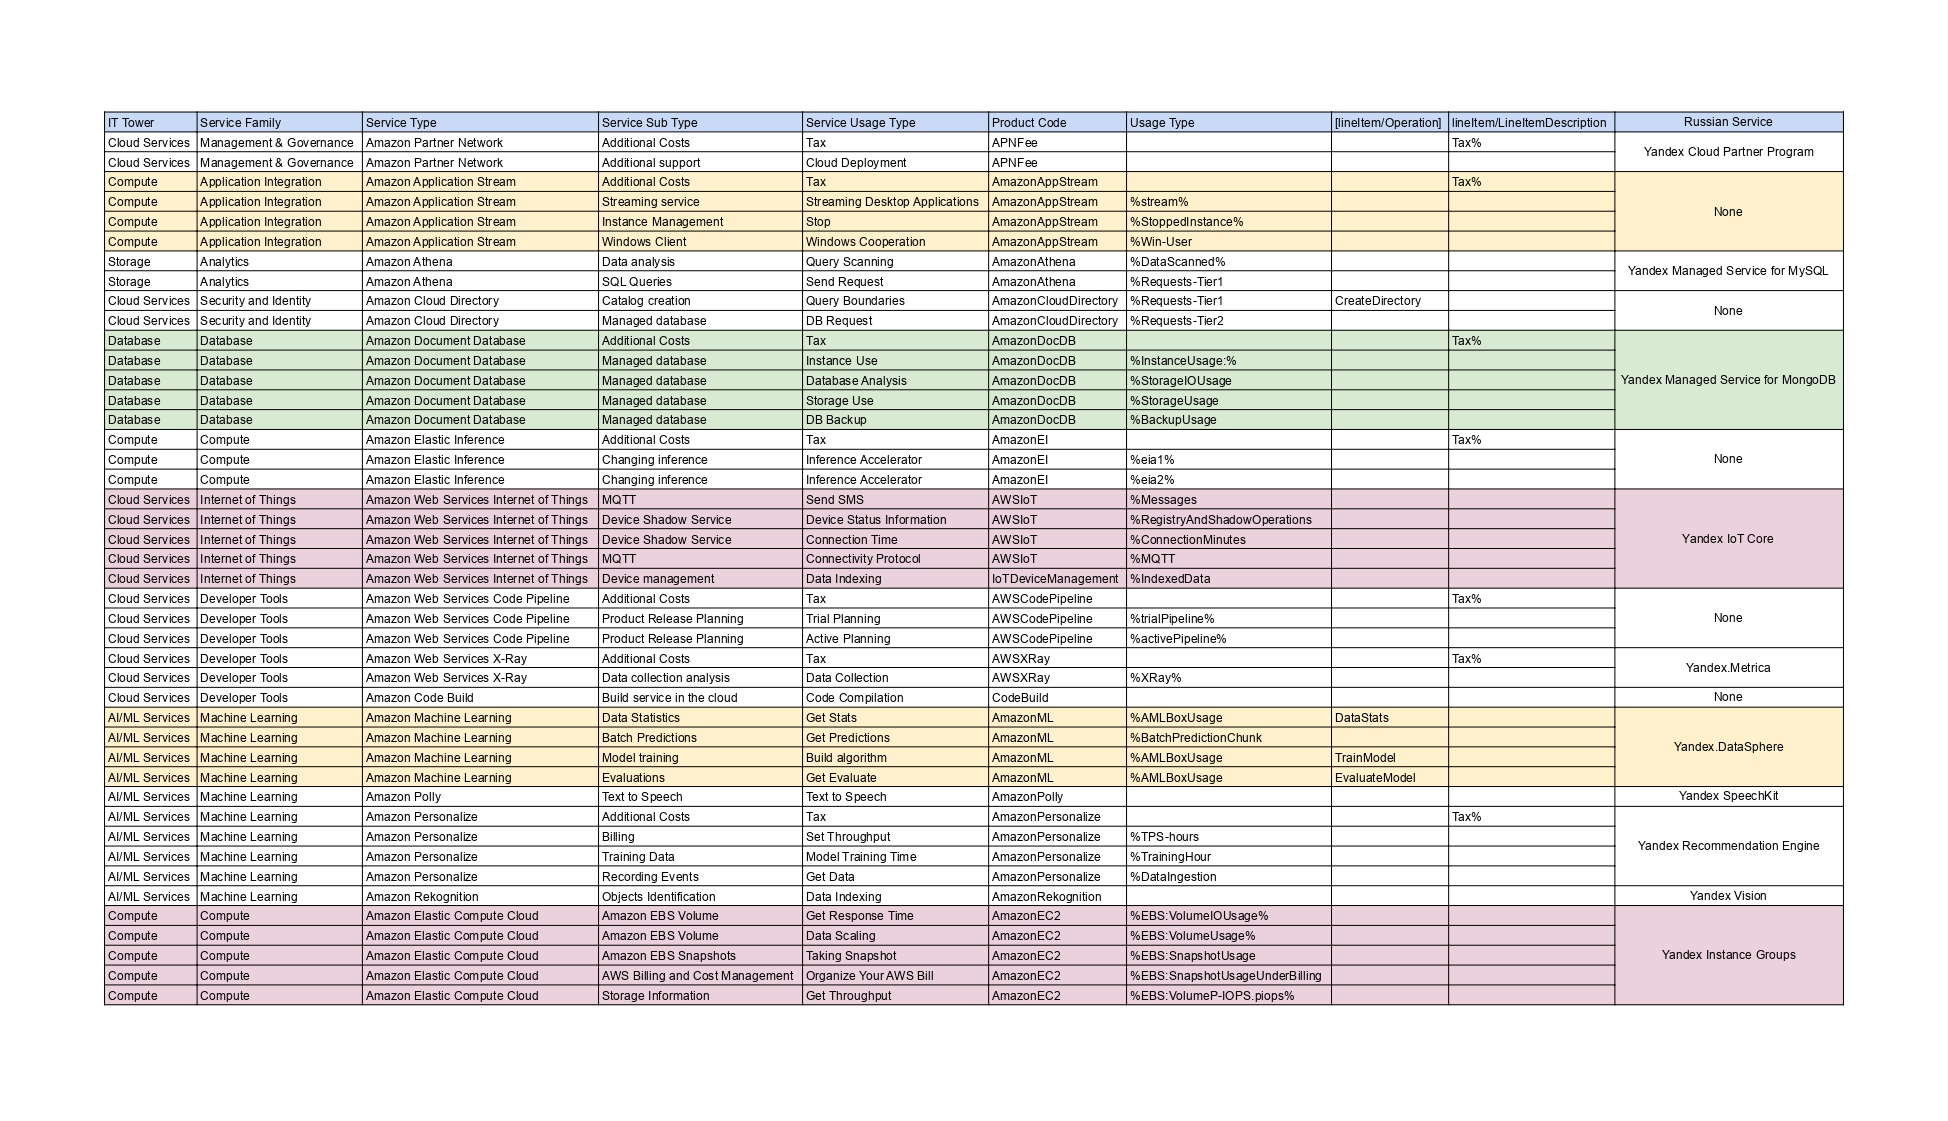 IT Tower Service Family Service Type Service Sub Type Service Usage Type Product Code Usage Type [lineItem/Operation] lineItem/LineItemDescription Russian Service
Cloud Services Management & Governance Amazon Partner Network Additional Costs Tax APNFee Tax%
Yandex Cloud Partner Program
Cloud Services Management & Governance Amazon Partner Network Additional support Cloud Deployment APNFee
Compute Application Integration Amazon Application Stream Additional Costs Tax AmazonAppStream Tax%
Compute Application Integration Amazon Application Stream Streaming service Streaming Desktop Applications AmazonAppStream %stream%
None
Compute Application Integration Amazon Application Stream Instance Management Stop AmazonAppStream %StoppedInstance%
Compute Application Integration Amazon Application Stream Windows Client Windows Cooperation AmazonAppStream %Win-User
Storage Analytics Amazon Athena Data analysis Query Scanning AmazonAthena %DataScanned%
Yandex Managed Service for MySQL
Storage Analytics Amazon Athena SQL Queries Send Request AmazonAthena %Requests-Tier1
Cloud Services Security and Identity Amazon Cloud Directory Catalog creation Query Boundaries AmazonCloudDirectory %Requests-Tier1 CreateDirectory
None
Cloud Services Security and Identity Amazon Cloud Directory Managed database DB Request AmazonCloudDirectory %Requests-Tier2
Database Database Amazon Document Database Additional Costs Tax AmazonDocDB Tax%
Database Database Amazon Document Database Managed database Instance Use AmazonDocDB %InstanceUsage:%
Database Database Amazon Document Database Managed database Database Analysis AmazonDocDB %StorageIOUsage Yandex Managed Service for MongoDB
Database Database Amazon Document Database Managed database Storage Use AmazonDocDB %StorageUsage
Database Database Amazon Document Database Managed database DB Backup AmazonDocDB %BackupUsage
Compute Compute Amazon Elastic Inference Additional Costs Tax AmazonEI Tax%
Compute Compute Amazon Elastic Inference Changing inference Inference Accelerator AmazonEI %eia1% None
Compute Compute Amazon Elastic Inference Changing inference Inference Accelerator AmazonEI %eia2%
Cloud Services Internet of Things Amazon Web Services Internet of Things MQTT Send SMS AWSIoT %Messages
Cloud Services Internet of Things Amazon Web Services Internet of Things Device Shadow Service Device Status Information AWSIoT %RegistryAndShadowOperations
Cloud Services Internet of Things Amazon Web Services Internet of Things Device Shadow Service Connection Time AWSIoT %ConnectionMinutes Yandex IoT Core
Cloud Services Internet of Things Amazon Web Services Internet of Things MQTT Connectivity Protocol AWSIoT %MQTT
Cloud Services Internet of Things Amazon Web Services Internet of Things Device management Data Indexing IoTDeviceManagement %IndexedData
Cloud Services Developer Tools Amazon Web Services Code Pipeline Additional Costs Tax AWSCodePipeline Tax%
Cloud Services Developer Tools Amazon Web Services Code Pipeline Product Release Planning Trial Planning AWSCodePipeline %trialPipeline% None
Cloud Services Developer Tools Amazon Web Services Code Pipeline Product Release Planning Active Planning AWSCodePipeline %activePipeline%
Cloud Services Developer Tools Amazon Web Services X-Ray Additional Costs Tax AWSXRay Tax%
Yandex.Metrica
Cloud Services Developer Tools Amazon Web Services X-Ray Data collection analysis Data Collection AWSXRay %XRay%
Cloud Services Developer Tools Amazon Code Build Build service in the cloud Code Compilation CodeBuild None
AI/ML Services Machine Learning Amazon Machine Learning Data Statistics Get Stats AmazonML %AMLBoxUsage DataStats
AI/ML Services Machine Learning Amazon Machine Learning Batch Predictions Get Predictions AmazonML %BatchPredictionChunk
Yandex.DataSphere
AI/ML Services Machine Learning Amazon Machine Learning Model training Build algorithm AmazonML %AMLBoxUsage TrainModel
AI/ML Services Machine Learning Amazon Machine Learning Evaluations Get Evaluate AmazonML %AMLBoxUsage EvaluateModel
AI/ML Services Machine Learning Amazon Polly Text to Speech Text to Speech AmazonPolly Yandex SpeechKit
AI/ML Services Machine Learning Amazon Personalize Additional Costs Tax AmazonPersonalize Tax%
AI/ML Services Machine Learning Amazon Personalize Billing Set Throughput AmazonPersonalize %TPS-hours
Yandex Recommendation Engine
AI/ML Services Machine Learning Amazon Personalize Training Data Model Training Time AmazonPersonalize %TrainingHour
AI/ML Services Machine Learning Amazon Personalize Recording Events Get Data AmazonPersonalize %DataIngestion
AI/ML Services Machine Learning Amazon Rekognition Objects Identification Data Indexing AmazonRekognition Yandex Vision
Compute Compute Amazon Elastic Compute Cloud Amazon EBS Volume Get Response Time AmazonEC2 %EBS:VolumeIOUsage%
Compute Compute Amazon Elastic Compute Cloud Amazon EBS Volume Data Scaling AmazonEC2 %EBS:VolumeUsage%
Compute Compute Amazon Elastic Compute Cloud Amazon EBS Snapshots Taking Snapshot AmazonEC2 %EBS:SnapshotUsage Yandex Instance Groups
Compute Compute Amazon Elastic Compute Cloud AWS Billing and Cost Management Organize Your AWS Bill AmazonEC2 %EBS:SnapshotUsageUnderBilling
Compute Compute Amazon Elastic Compute Cloud Storage Information Get Throughput AmazonEC2 %EBS:VolumeP-IOPS.piops%